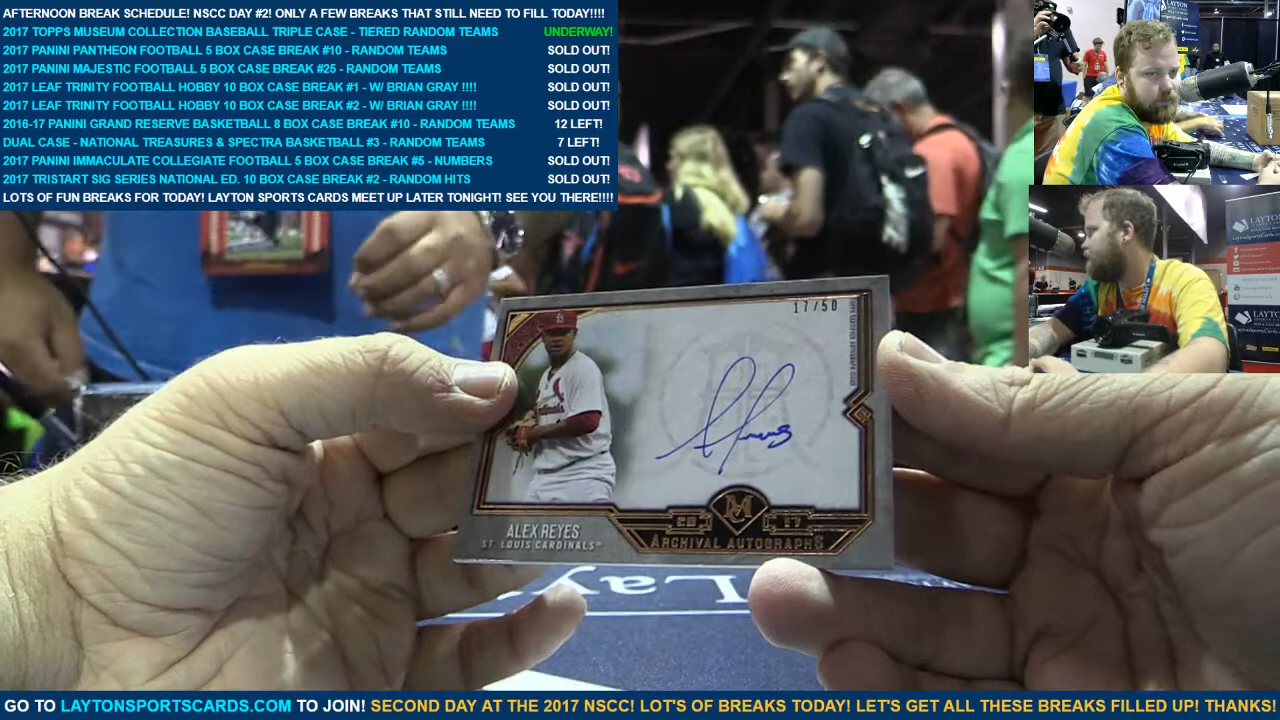 AFTERNOON BREAK SCHEDULE! NSCC DAY #2! ONLY A FEW BREAKS THAT STILL NEED TO FILL TODAY!!!!
2017 TOPPS MUSEUM COLLECTION BASEBALL TRIPLE CASE - TIERED RANDOM TEAMS UNDERWAY!
2017 PANINI PANTHEON FOOTBALL 5 BOX CASE BREAK #10 - RANDOM TEAMS SOLD OUT!
2017 PANINI MAJESTIC FOOTBALL 5 BOX CASE BREAK #25 - RANDOM TEAMS SOLD OUT!
2017 LEAF TRINITY FOOTBALL HOBBY 10 BOX CASE BREAK #1 - W/ BRIAN GRAY !!!! SOLD OUT!
2017 LEAF TRINITY FOOTBALL HOBBY 10 BOX CASE BREAK #2 - W/ BRIAN GRAY !!!! SOLD OUT!
2016-17 PANINI GRAND RESERVE BASKETBALL 8 BOX CASE BREAK #10 - RANDOM TEAMS 12 LEFT!
DUAL CASE - NATIONAL TREASURES & SPECTRA BASKETBALL #3 - RANDOM TEAMS 7 LEFT!
2017 PANINI IMMACULATE COLLEGIATE FOOTBALL 5 BOX CASE BREAK #5 - NUMBERS SOLD OUT!
2017 TRISTART SIG SERIES NATIONAL ED. 10 BOX CASE BREAK #2 - RANDOM HITS SOLD OUT!
LOTS OF FUN BREAKS FOR TODAY! LAYTON SPORTS CARDS MEET UP LATER TONIGHT! SEE YOU THERE!!!!
LAYTON
LAYTON
17/50
Cardinals
ALEX REYES
ST. LOUIS CARDINALS®
20 17
ARCHIVAL AUTOGRAPHS
Lay
GO TO LAYTONSPORTSCARDS.COM TO JOIN! SECOND DAY AT THE 2017 NSCC! LOT'S OF BREAKS TODAY! LET'S GET ALL THESE BREAKS FILLED UP! THANKS!